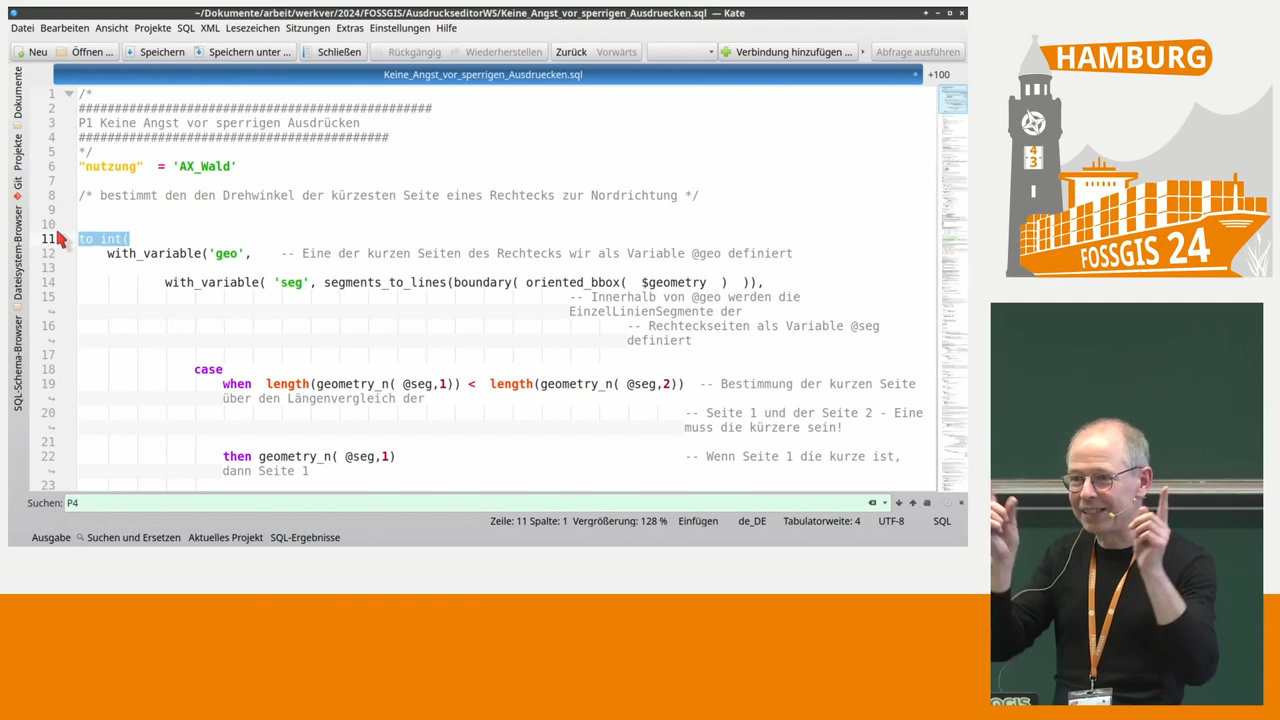 ~/Dokumente/arbeit/werkver/2024/FOSSGIS/AusdruckseditorWS/Keine_Angst_vor_sperrigen_Ausdruecken.sql — Kate
Datei Bearbeiten Ansicht Projekte SQL XML Lesezeichen Sitzungen Extras Einstellungen Hilfe
Neu Öffnen ... Speichern Speichern unter ... Schließen Rückgängig Wiederherstellen Zurück Vorwärts Verbindung hinzufügen ... Abfrage ausführen
Keine_Angst_vor_sperrigen_Ausdruecken.sql +100
Dokumente
Projekte
Git
Dateisystem-Browser
SQL-Schema-Browser
1 /*
2 #################################################
3 P1 Keine Angst vor sperrigen Ausdrücken
4 ###########################################
5 */
6 "nutzung" = 'AX_Wald'
7
8 /* bestimmt den den Drehwinkel der kürzesten Seite eines Rechtecks zur Nordrichtung */
10
11 to_int(
12 with_variable('geo -- Eine der kurzen Seiten des Rechecks wir als Variable @geo definiert
14 with_variable( 'seg', segments_to_lines(boundary( oriented_bbox( $geometry ) )),
15 -- Innerhalb von @geo werden die
EinzelLinienSegmente der
16 -- Rechteckseiten als Variable @seg
definiert
17
18 case
19 when length(geometry_n( @seg,1)) < length(geometry_n( @seg,2)) -- Bestimmung der kurzen Seite
über den Längenvergleich der
20 -- Seite 1 und der Seite 2 - Eine
muss die kürzere sein!
21
22 then geometry_n( @seg,1) -- Wenn Seite 1 die kurze ist,
dann Seite 1
23
Suchen: P4
Zeile: 11 Spalte: 1 Vergrößerung: 128 % Einfügen de_DE Tabulatorweite: 4 UTF-8 SQL
Ausgabe Suchen und Ersetzen Aktuelles Projekt SQL-Ergebnisse
HAMBURG
4
3
FOSSGIS 24